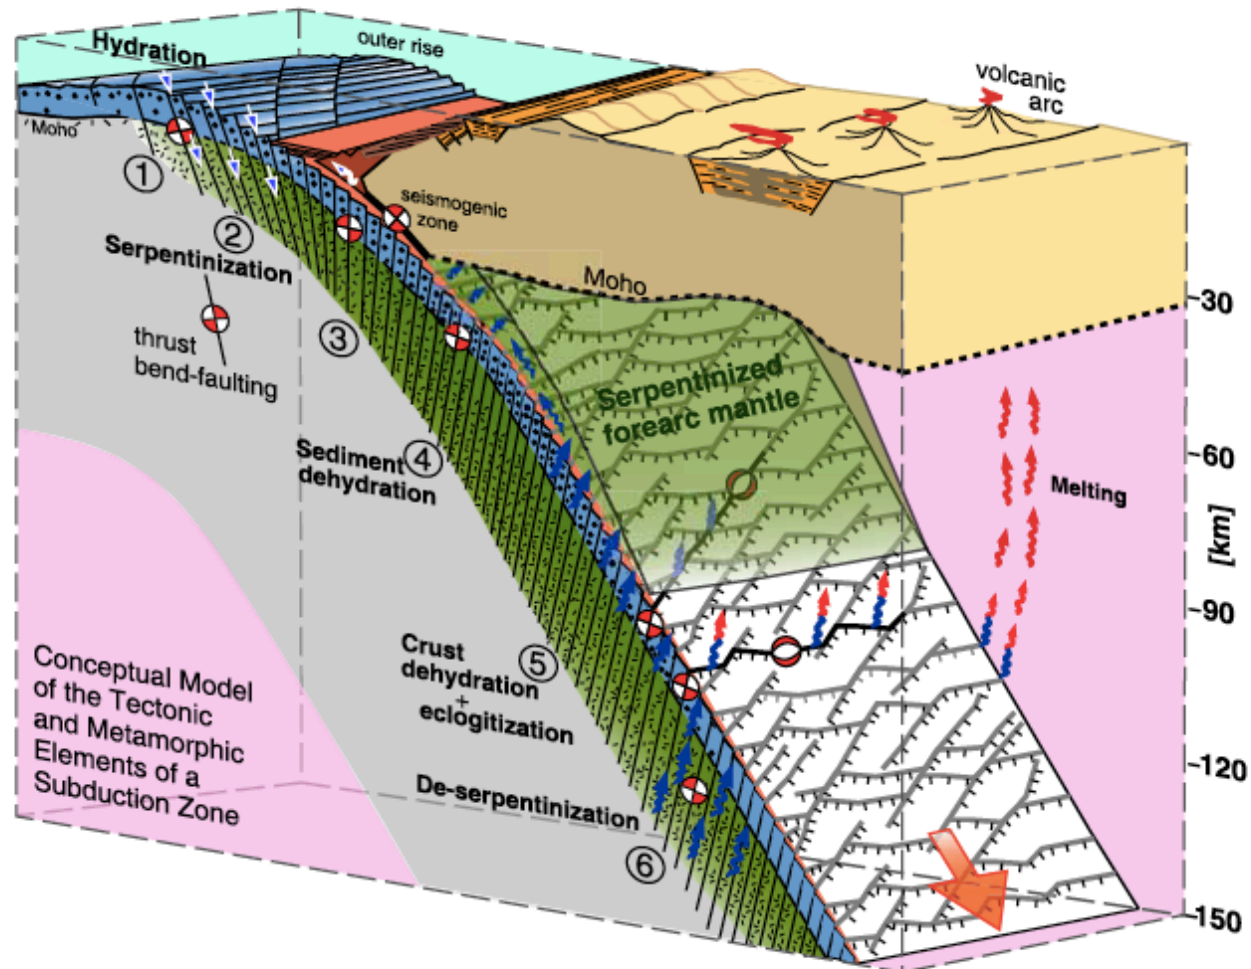 Hydration
outer rise
volcanic
arc
Moho
①
seismogenic
zone
②
Serpentinization
Moho
-30
thrust
bend-faulting
③
Serpentinized
forearc mantle
Sediment
④
dehydration
-60
Melting
[km]
-90
Crust
dehydration
⑤
+
eclogitization
Conceptual Model
of the Tectonic
and Metamorphic
Elements of a
Subduction Zone
-120
De-serpentinization
⑥
-150